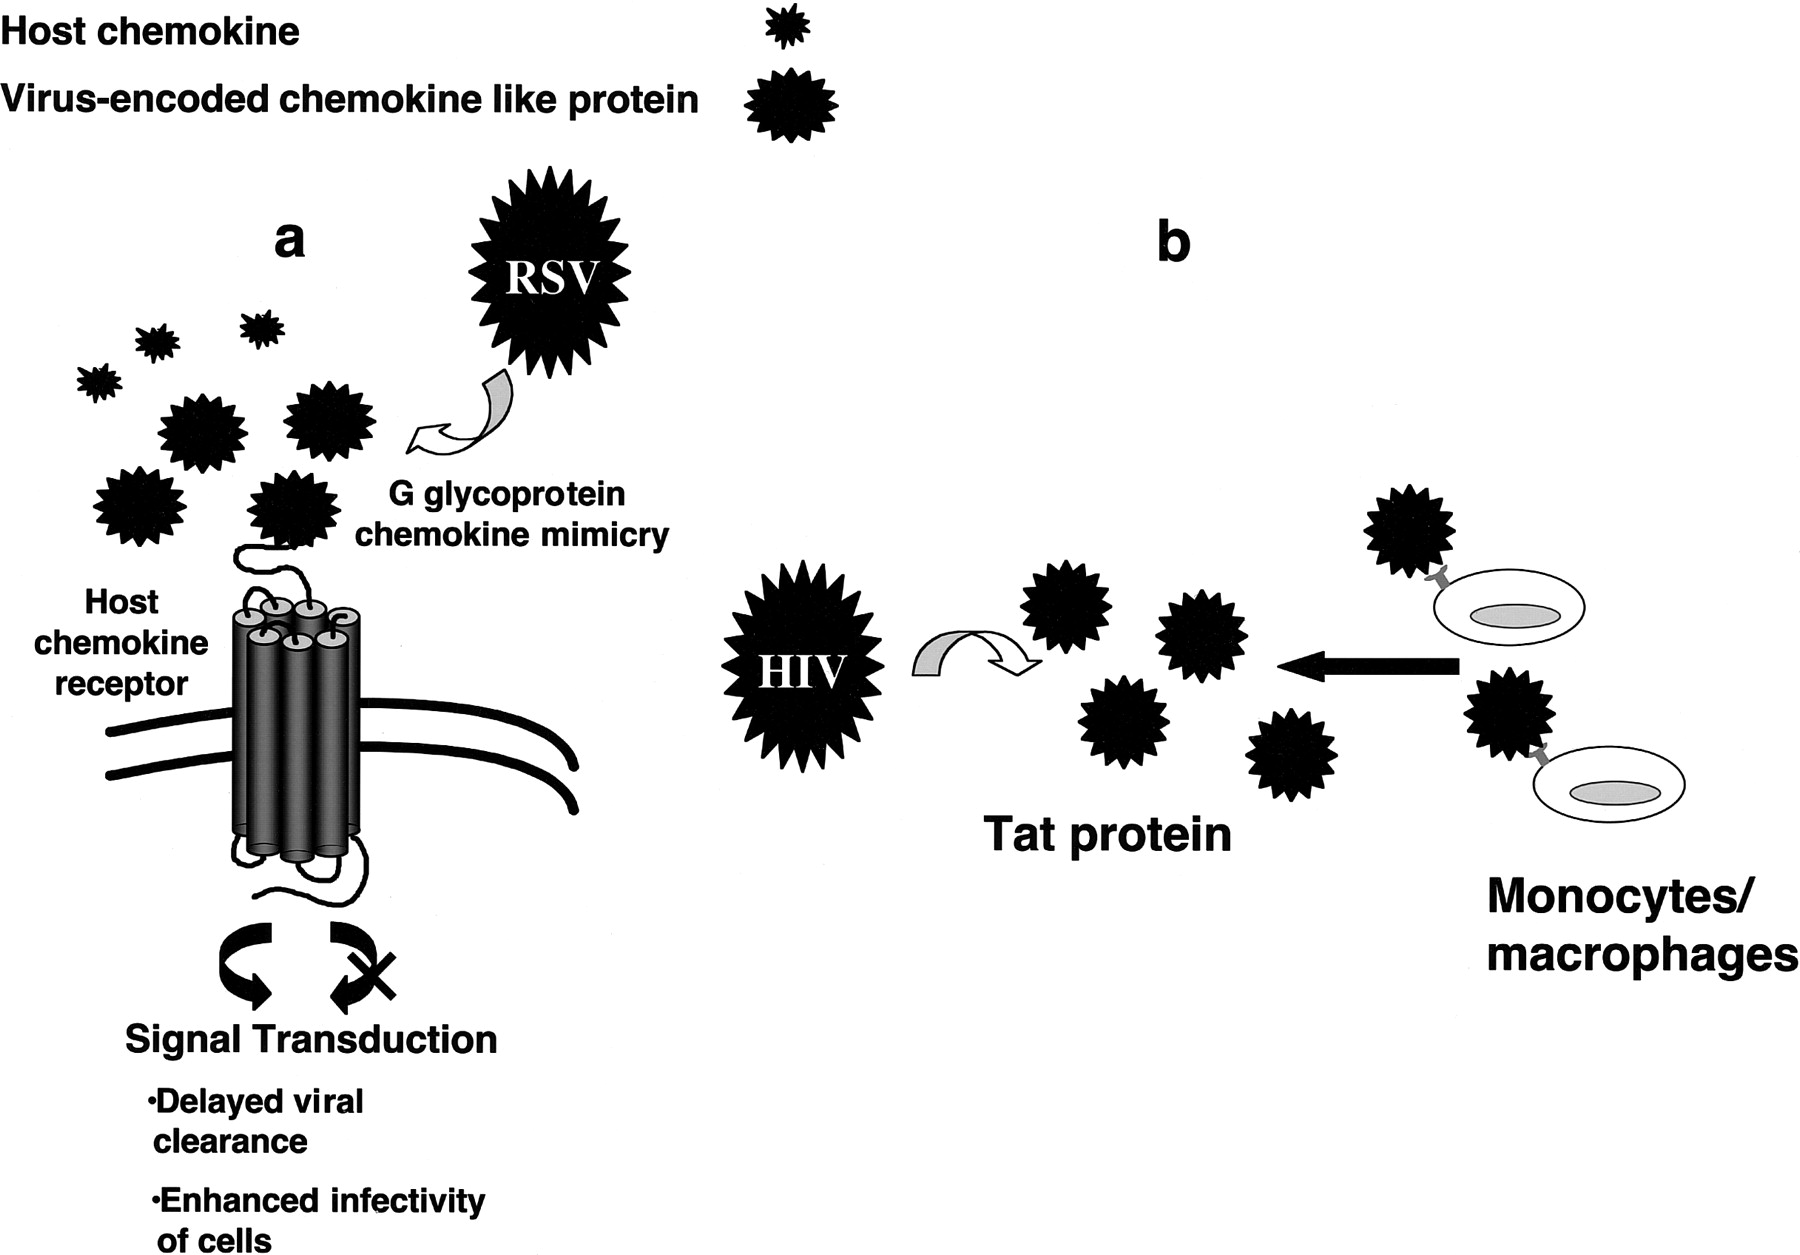 Host chemokine
Virus-encoded chemokine like protein
a
RSV
G glycoprotein
chemokine mimicry
Host
chemokine
receptor
Signal Transduction
•Delayed viral
clearance
•Enhanced infectivity
of cells
b
HIV
Tat protein
Monocytes/
macrophages